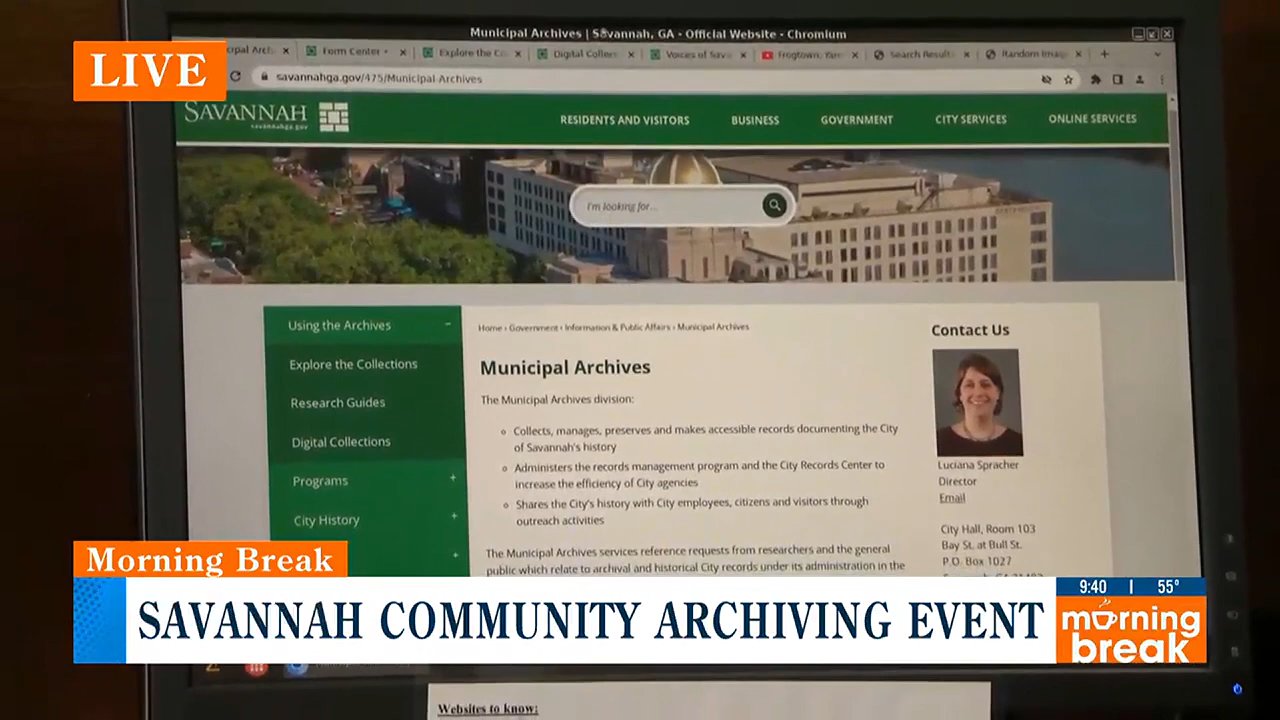 LIVE
Municipal Archives | Savannah, GA - Official Website - Chromium
Form Center
Explore the Co
Digital Collec
Voices of Sav
Frogtown,
Search Result
Random Imag
savannahga.gov/475/Municipal-Archives
SAVANNAH
savannahga.gov
RESIDENTS AND VISITORS
BUSINESS
GOVERNMENT
CITY SERVICES
ONLINE SERVICES
I'm looking for...
Using the Archives
Explore the Collections
Research Guides
Digital Collections
Programs
City History
Home › Government › Information & Public Affairs › Municipal Archives
Municipal Archives
The Municipal Archives division:
Collects, manages, preserves and makes accessible records documenting the City
of Savannah's history
Administers the records management program and the City Records Center to
increase the efficiency of City agencies
Shares the City's history with City employees, citizens and visitors through
outreach activities
The Municipal Archives services reference requests from researchers and the general
public which relate to archival and historical City records under its administration in the
Contact Us
Luciana Spracher
Director
Email
City Hall, Room 103
Bay St. at Bull St.
P.O. Box 1027
Morning Break
SAVANNAH COMMUNITY ARCHIVING EVENT
9:40 | 55°
morning
break
Websites to know: